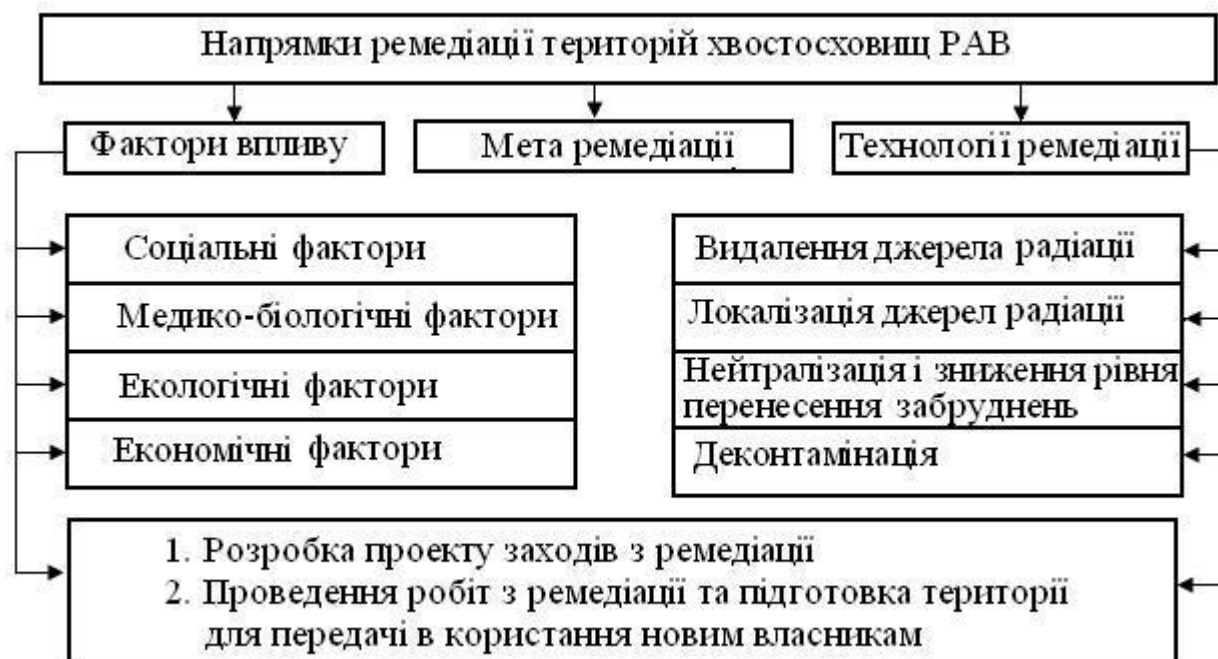 Напрямки ремедіації територій хвостосховищ РАВ
Фактори впливу
Мета ремедіації
Технології ремедіації
Соціальні фактори
Медико-біологічні фактори
Екологічні фактори
Економічні фактори
Видалення джерела радіації
Локалізація джерел радіації
Нейтралізація і зниження рівня
перенесення забруднень
Деконтамінація
1. Розробка проекту заходів з ремедіації
2. Проведення робіт з ремедіації та підготовка території
для передачі в користання новим власникам